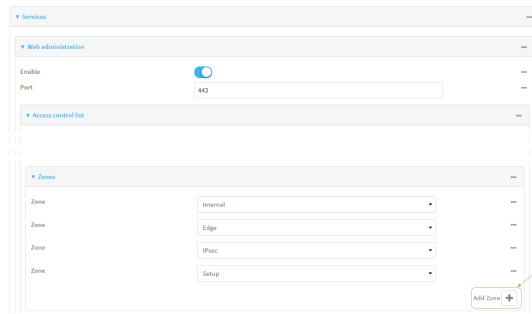 ▾ Services
▾ Web administration
Enable
Port 443
▾ Access control list
▾ Zones
Zone Internal
Zone Edge
Zone IPsec
Zone Setup
Add Zone